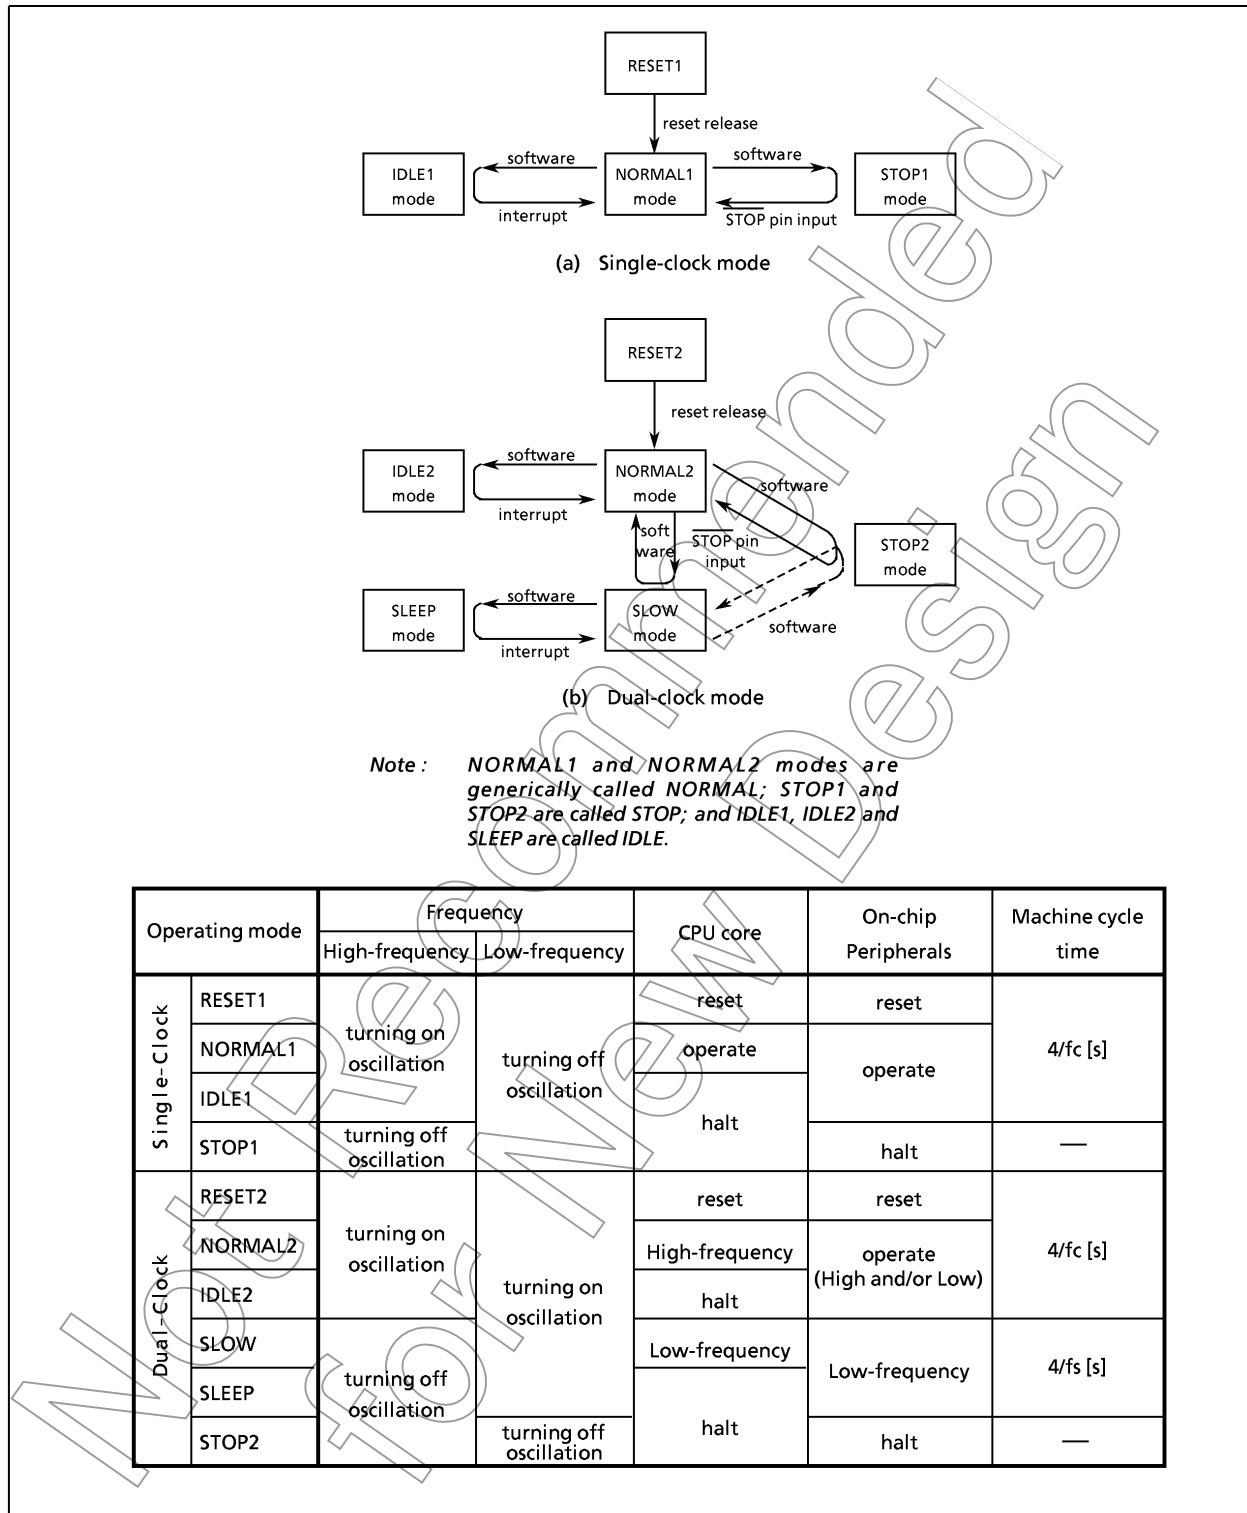 RESET1
reset release
IDLE1
mode
software
interrupt
NORMAL1
mode
software
STOP pin input
STOP1
mode
(a) Single-clock mode
RESET2
reset release
IDLE2
mode
software
interrupt
NORMAL2
mode
software
soft
ware
STOP pin
input
STOP2
mode
SLEEP
mode
software
interrupt
SLOW
mode
software
(b) Dual-clock mode
Note : NORMAL1 and NORMAL2 modes are
generically called NORMAL; STOP1 and
STOP2 are called STOP; and IDLE1, IDLE2 and
SLEEP are called IDLE.
Operating mode
Frequency
High-frequency
Low-frequency
CPU core
On-chip
Peripherals
Machine cycle
time
Single-Clock
RESET1
NORMAL1
IDLE1
STOP1
turning on
oscillation
turning off
oscillation
turning off
oscillation
reset
operate
halt
reset
operate
halt
4/fc [s]
—
Dual-Clock
RESET2
NORMAL2
IDLE2
SLOW
SLEEP
STOP2
turning on
oscillation
turning off
oscillation
turning on
oscillation
turning off
oscillation
reset
High-frequency
halt
Low-frequency
halt
reset
operate
(High and/or Low)
Low-frequency
halt
4/fc [s]
4/fs [s]
—
Not Recommended
for New Design